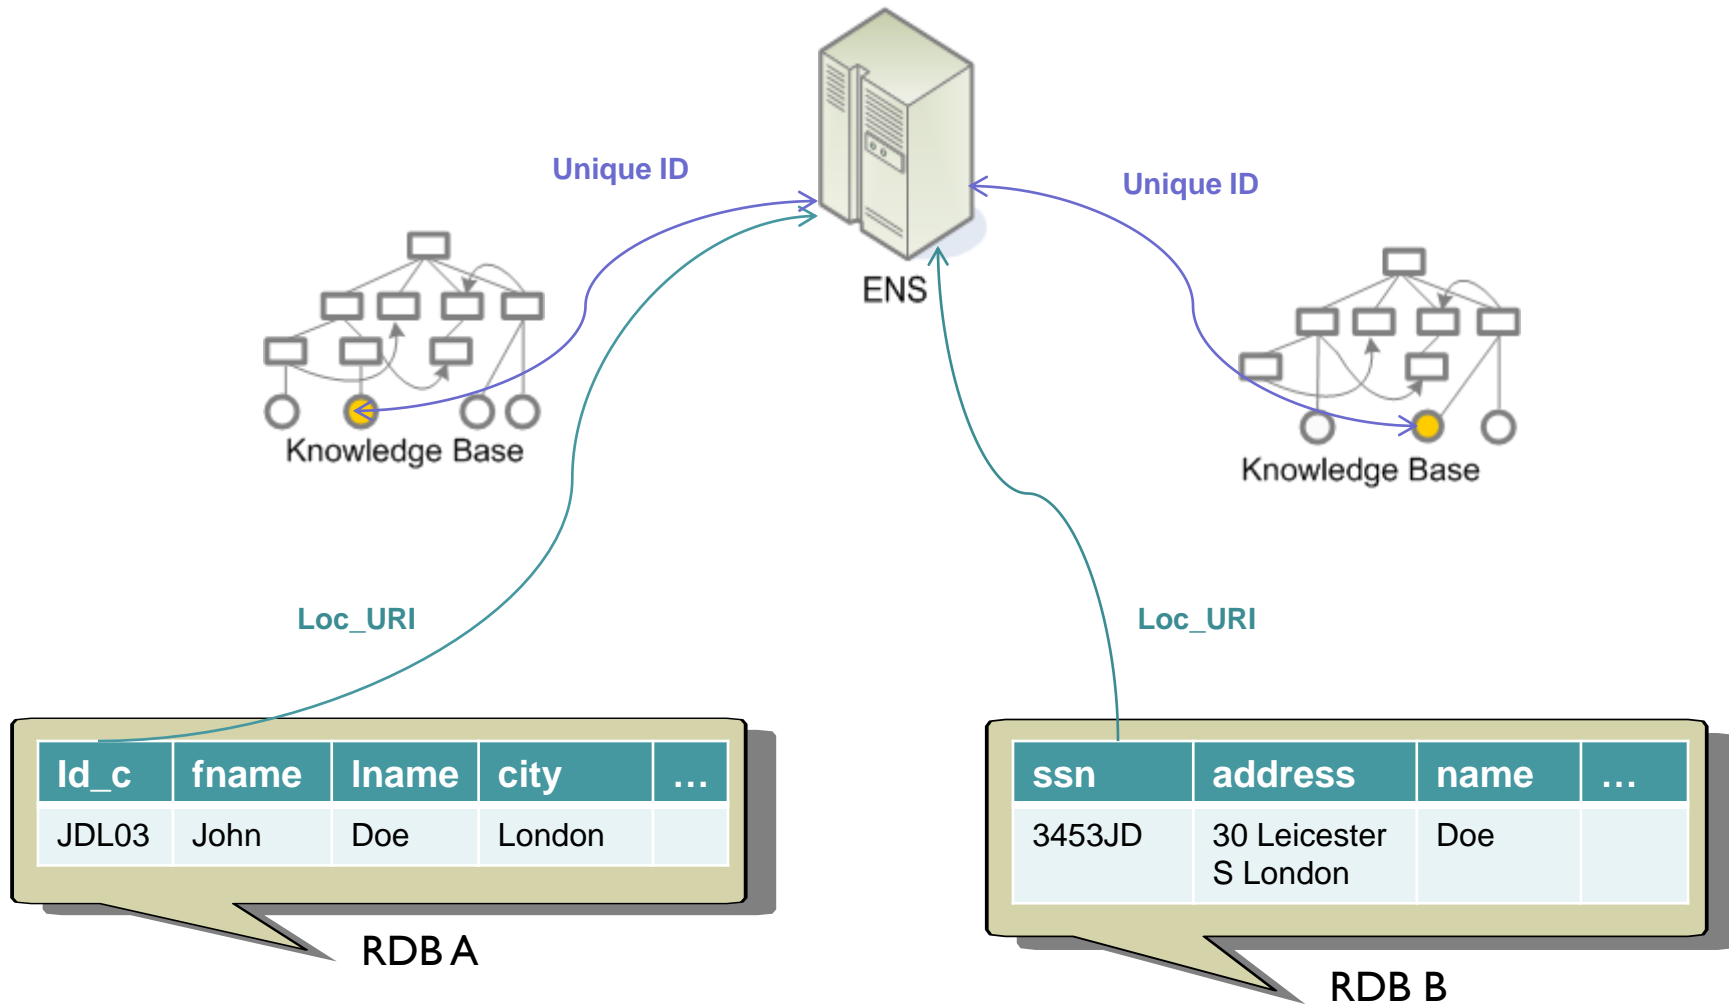 Unique ID
Unique ID
ENS
Knowledge Base
Knowledge Base
Loc_URI
Loc_URI
Id_c fname lname city ...
JDL03 John Doe London
RDB A
ssn address name ...
3453JD 30 Leicester Doe
S London
RDB B